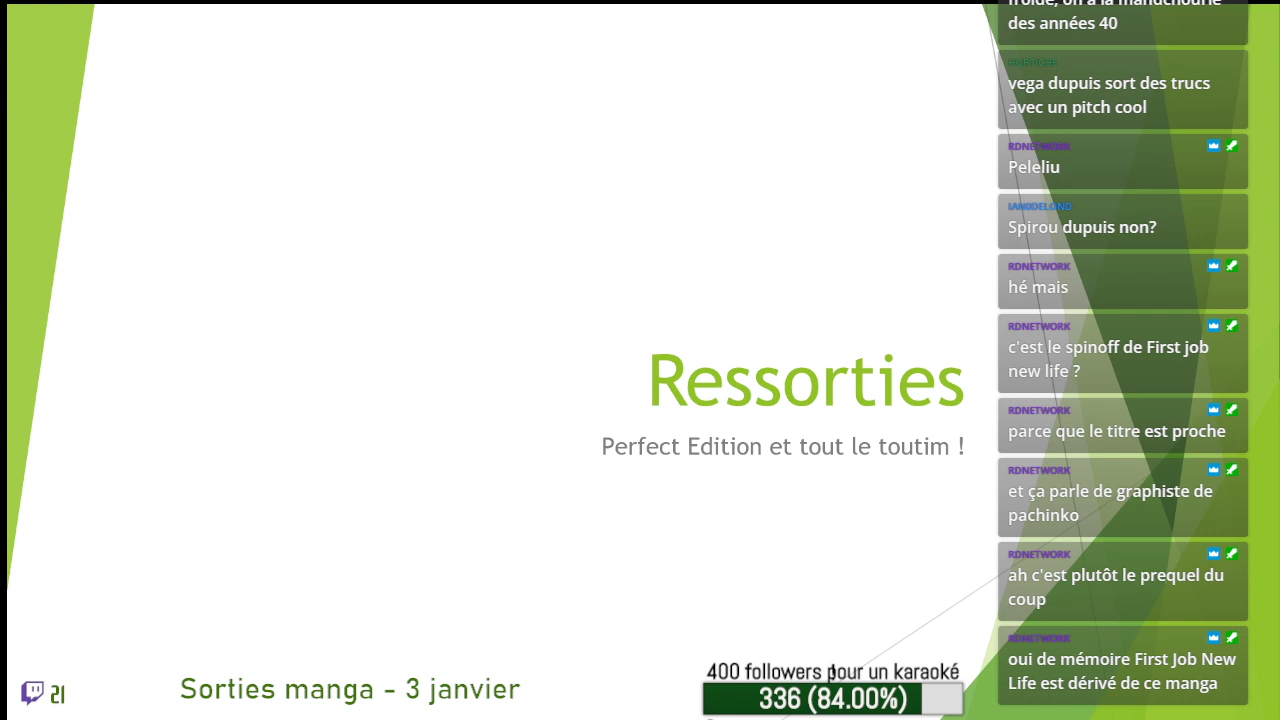 Ressorties
Perfect Edition et tout le toutim !
Sorties manga - 3 janvier
21
400 followers pour un karaoké
336 (84.00%)
des années 40
vega dupuis sort des trucs
avec un pitch cool
RDNETWORK
Peleliu
Spirou dupuis non?
RDNETWORK
hé mais
RDNETWORK
c'est le spinoff de First job
new life ?
RDNETWORK
parce que le titre est proche
RDNETWORK
et ça parle de graphiste de
pachinko
RDNETWORK
ah c'est plutôt le prequel du
coup
RDNETWORK
oui de mémoire First Job New
Life est dérivé de ce manga